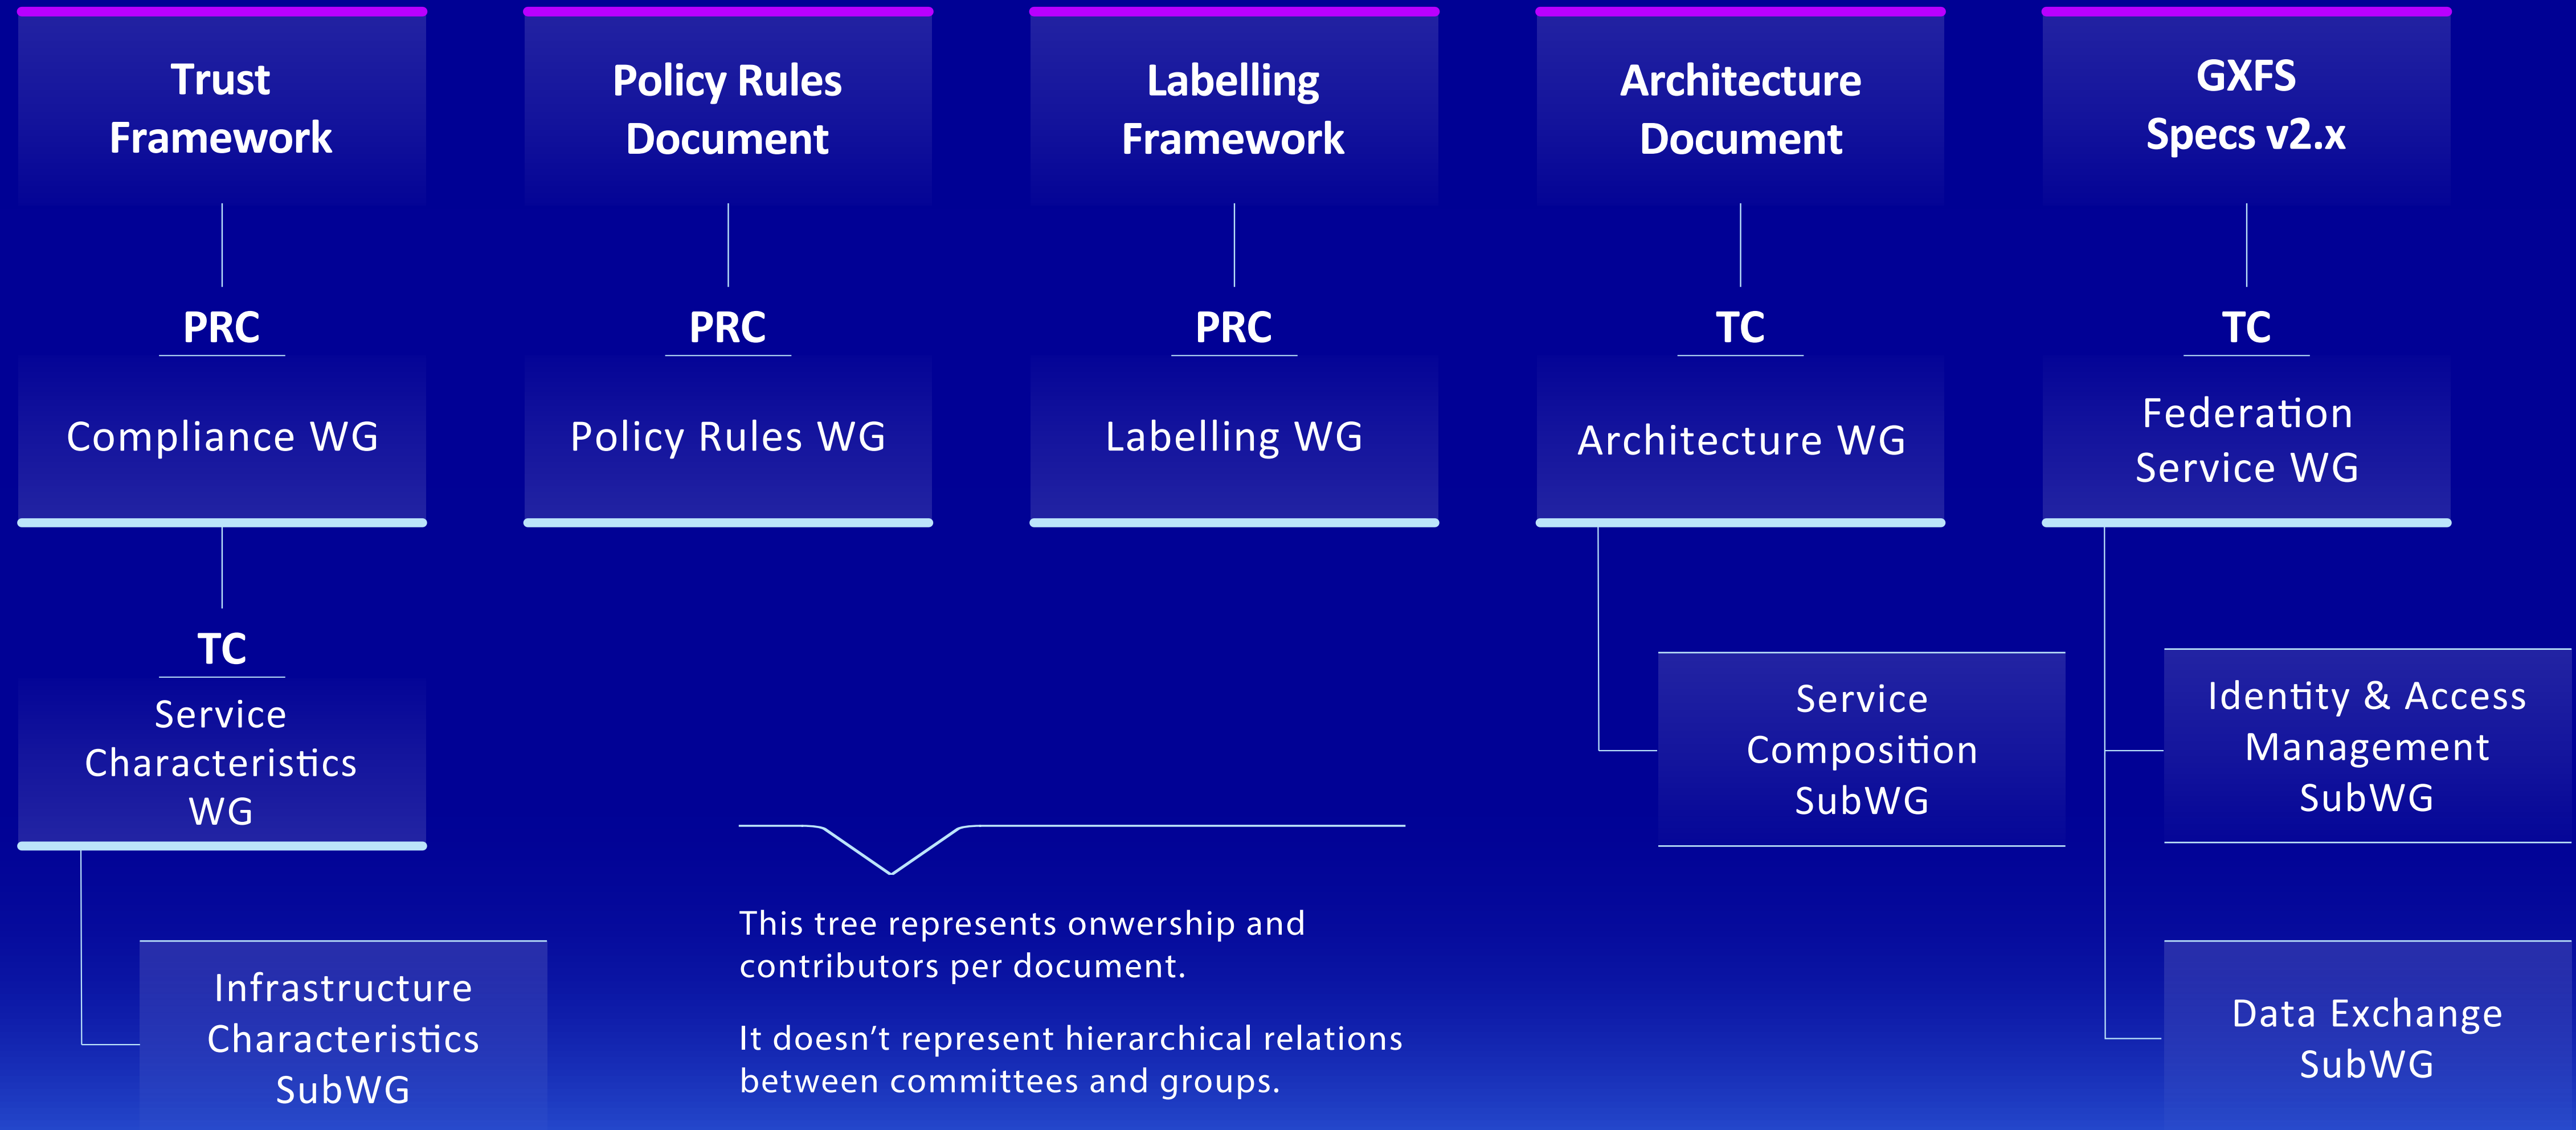 Trust
Framework
Policy Rules
Document
Labelling
Framework
Architecture
Document
GXFS
Specs v2.x
PRC
PRC
PRC
TC
TC
Compliance WG
Policy Rules WG
Labelling WG
Architecture WG
Federation
Service WG
TC
Service
Characteristics
WG
Service
Composition
SubWG
Identity & Access
Management
SubWG
Infrastructure
Characteristics
SubWG
This tree represents onwership and
contributors per document.
It doesn’t represent hierarchical relations
between committees and groups.
Data Exchange
SubWG